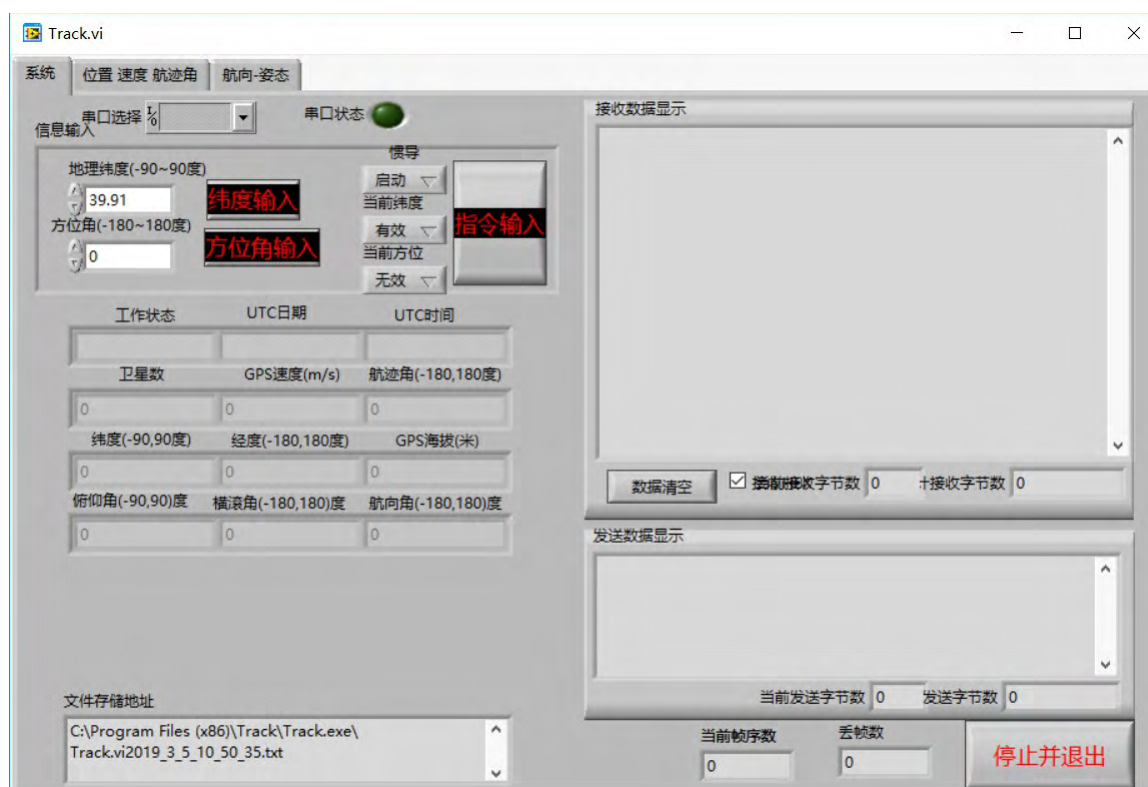 Track.vi
系统 位置 速度 航迹角 航向-姿态
串口选择 串口状态
信息输入
地理纬度(-90~90度)
39.91
纬度输入
方位角(-180~180度)
0
方位角输入
惯导
启动
当前纬度
有效
当前方位
无效
指令输入
工作状态 UTC日期 UTC时间
卫星数 GPS速度(m/s) 航迹角(-180,180度)
0 0 0
纬度(-90,90度) 经度(-180,180度) GPS海拔(米)
0 0 0
俯仰角(-90,90)度 横滚角(-180,180)度 航向角(-180,180)度
0 0 0
文件存储地址
C:\Program Files (x86)\Track\Track.exe\
Track.vi2019_3_5_10_50_35.txt
接收数据显示
数据清空 字节数 0 接收字节数 0
发送数据显示
当前发送字节数 0 发送字节数 0
当前帧序数 丢帧数
0 0
停止并退出